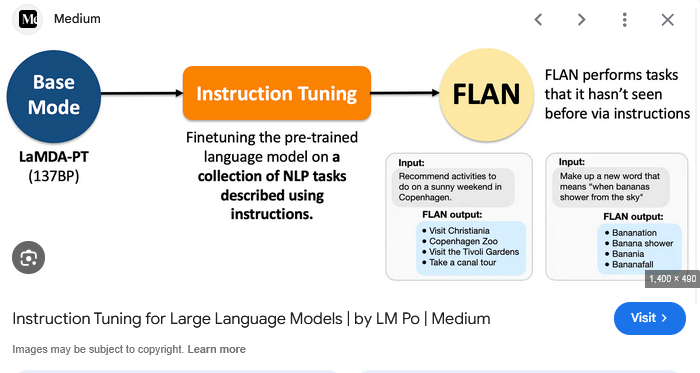 Me
Medium
Base
Mode
LaMDA-PT
(137BP)
Instruction Tuning
Finetuning the pre-trained
language model on a
collection of NLP tasks
described using
instructions.
FLAN
FLAN performs tasks
that it hasn't seen
before via instructions
Input:
Recommend activities to
do on a sunny weekend in
Copenhagen.
FLAN output:
• Visit Christiania
• Copenhagen Zoo
• Visit the Tivoli Gardens
• Take a canal tour
Input:
Make up a new word that
means "when bananas
shower from the sky"
FLAN output:
• Bananation
• Banana shower
• Banania
• Bananafall
1,400 × 490
Instruction Tuning for Large Language Models | by LM Po | Medium
Visit >
Images may be subject to copyright. Learn more